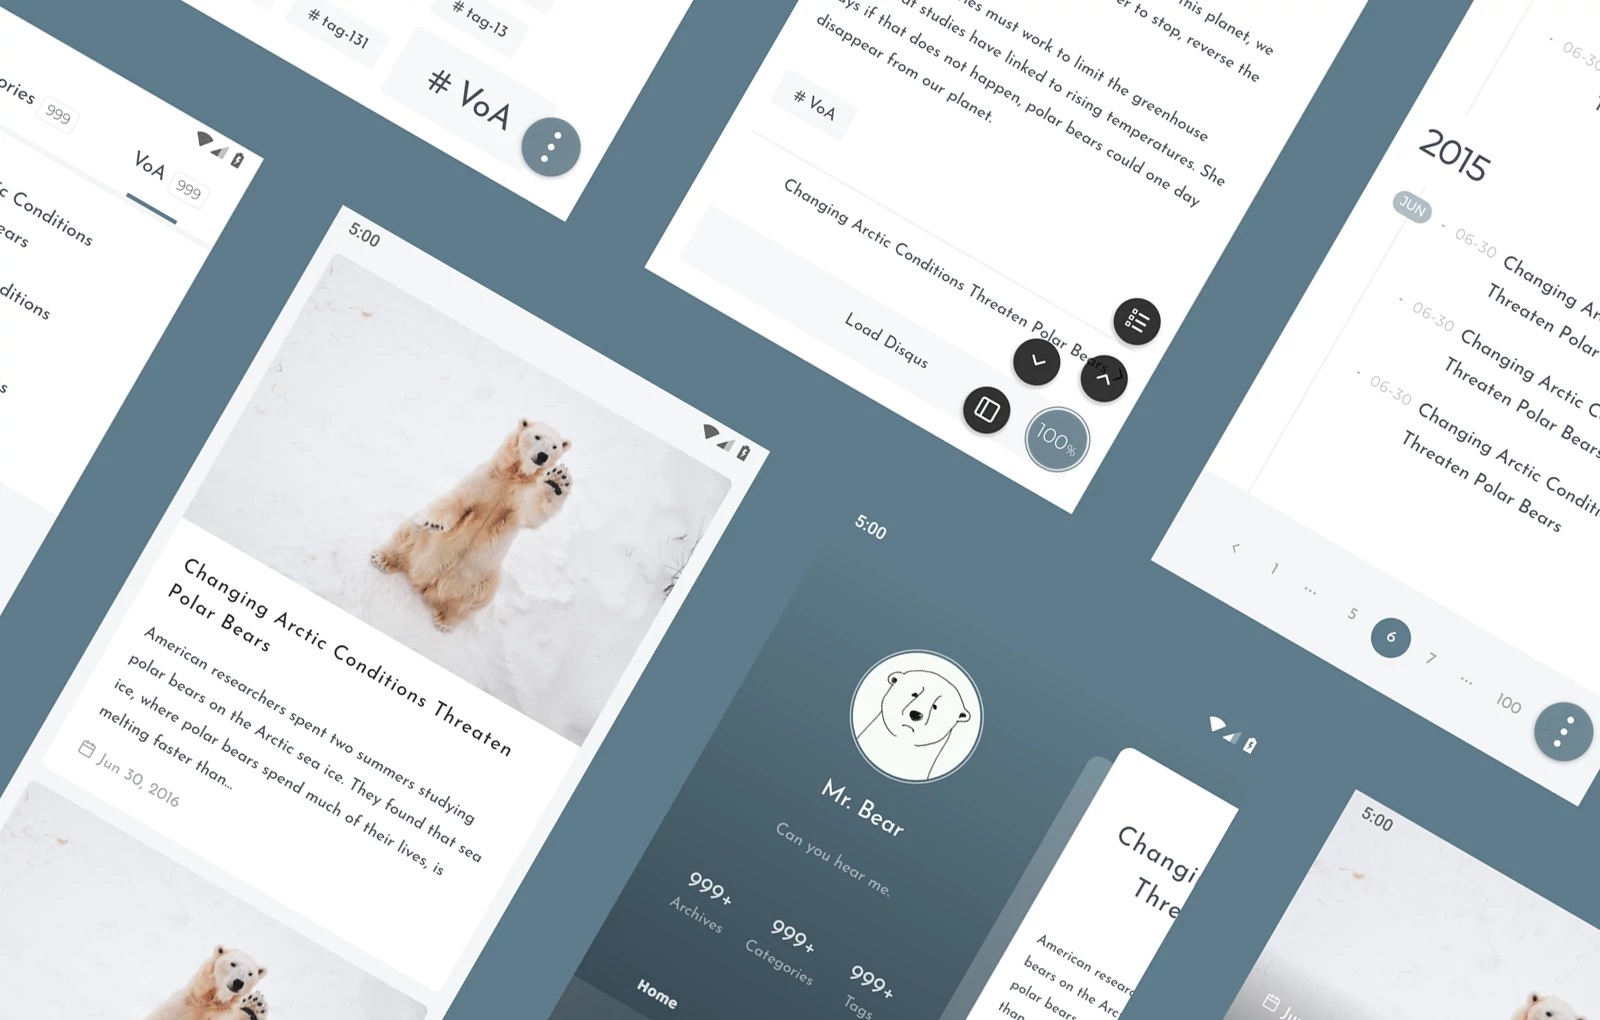 ories 999
VoA 999
c Conditions
ears
ditions
s
# tag-131
# tag-13
# VoA
5:00
Changing Arctic Conditions Threaten
Polar Bears
American researchers spent two summers studying
polar bears on the Arctic sea ice. They found that sea
ice, where polar bears spend much of their lives, is
melting faster than...
Jun 30, 2016
this planet, we
er to stop, reverse the
ries must work to limit the greenhouse
at studies have linked to rising temperatures. She
ays if that does not happen, polar bears could one day
disappear from our planet.
# VoA
Changing Arctic Conditions Threaten Polar Bears
Load Disqus
100%
5:00
Mr. Bear
Can you hear me.
999+
Archives
999+
Categories
999+
Tags
Home
Changi
Thre
American researc
bears on the Arc
polar bears
than
06-30
2015
JUN
06-30
Changing Ar
Threaten Polar
06-30
Changing Arctic C
Threaten Polar Bears
06-30
Changing Arctic Condit
Threaten Polar Bears
1 ... 5 6 7 ... 100
5:00
Ju